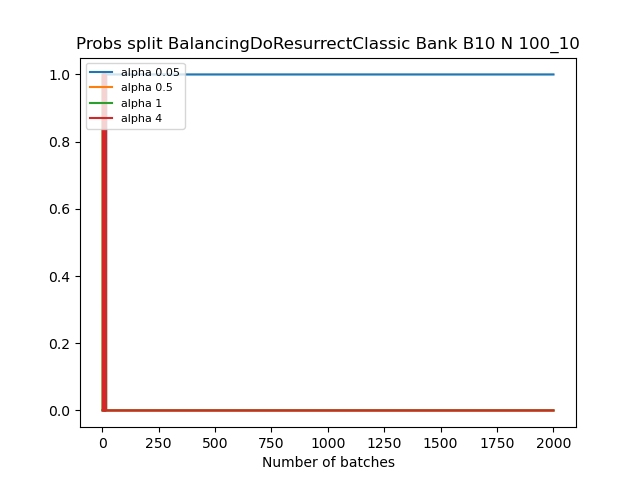 Probs split BalancingDoResurrectClassic Bank B10 N 100_10
alpha 0.05
alpha 0.5
alpha 1
alpha 4
1.0
0.8
0.6
0.4
0.2
0.0
0 250 500 750 1000 1250 1500 1750 2000
Number of batches